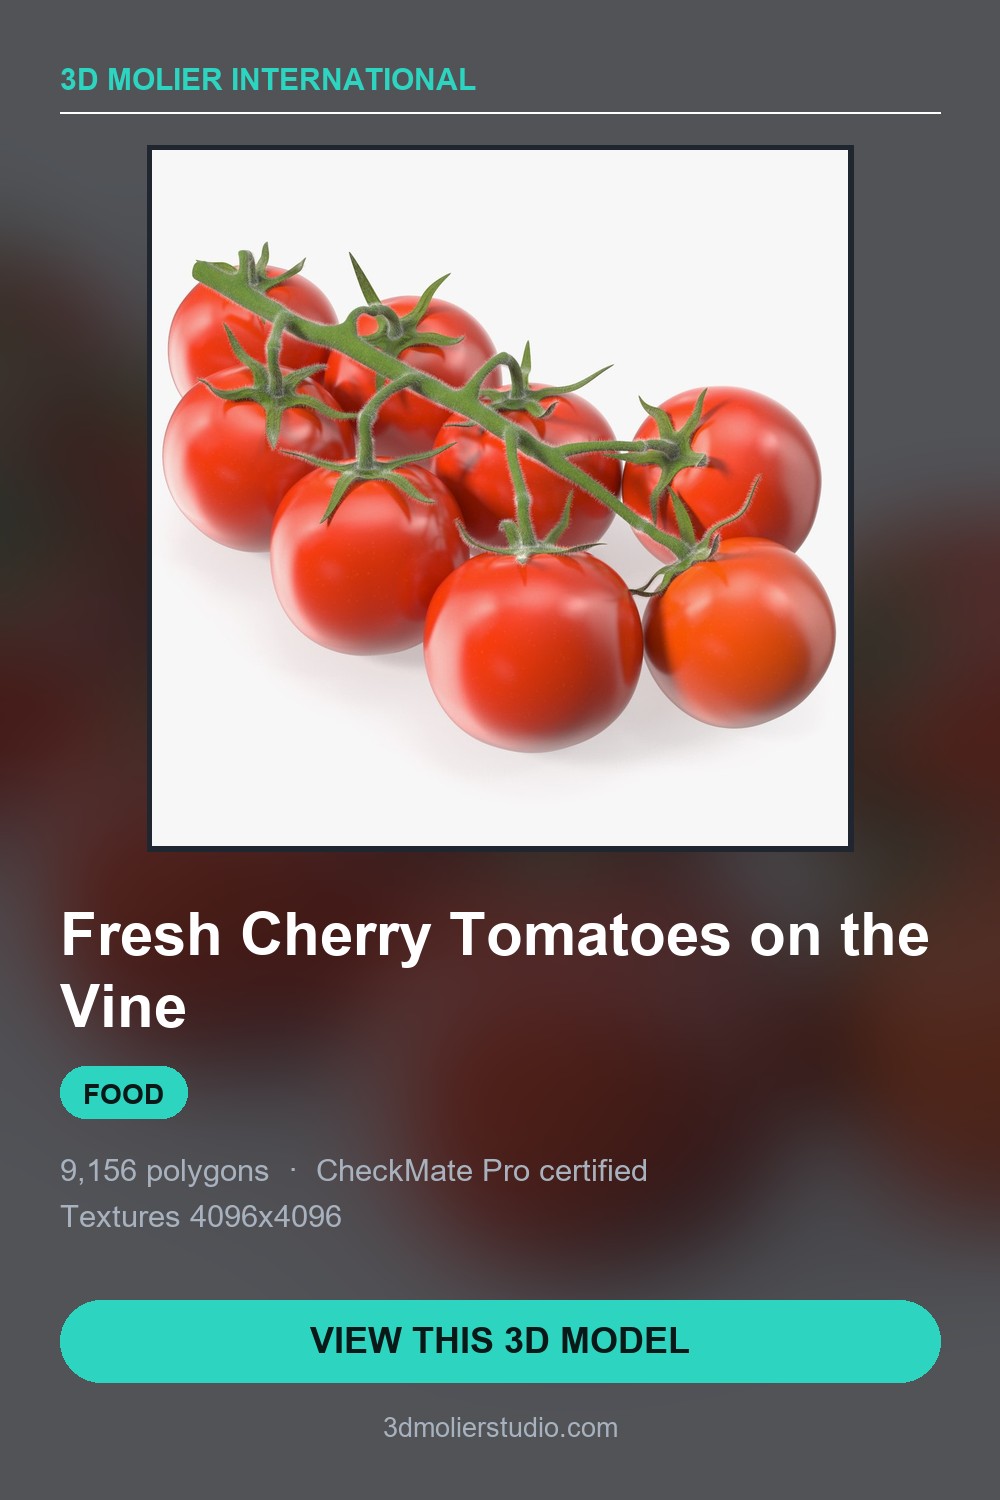 3D MOLIER INTERNATIONAL
Fresh Cherry Tomatoes on the
Vine
FOOD
9,156 polygons · CheckMate Pro certified
Textures 4096x4096
VIEW THIS 3D MODEL
3dmolierstudio.com